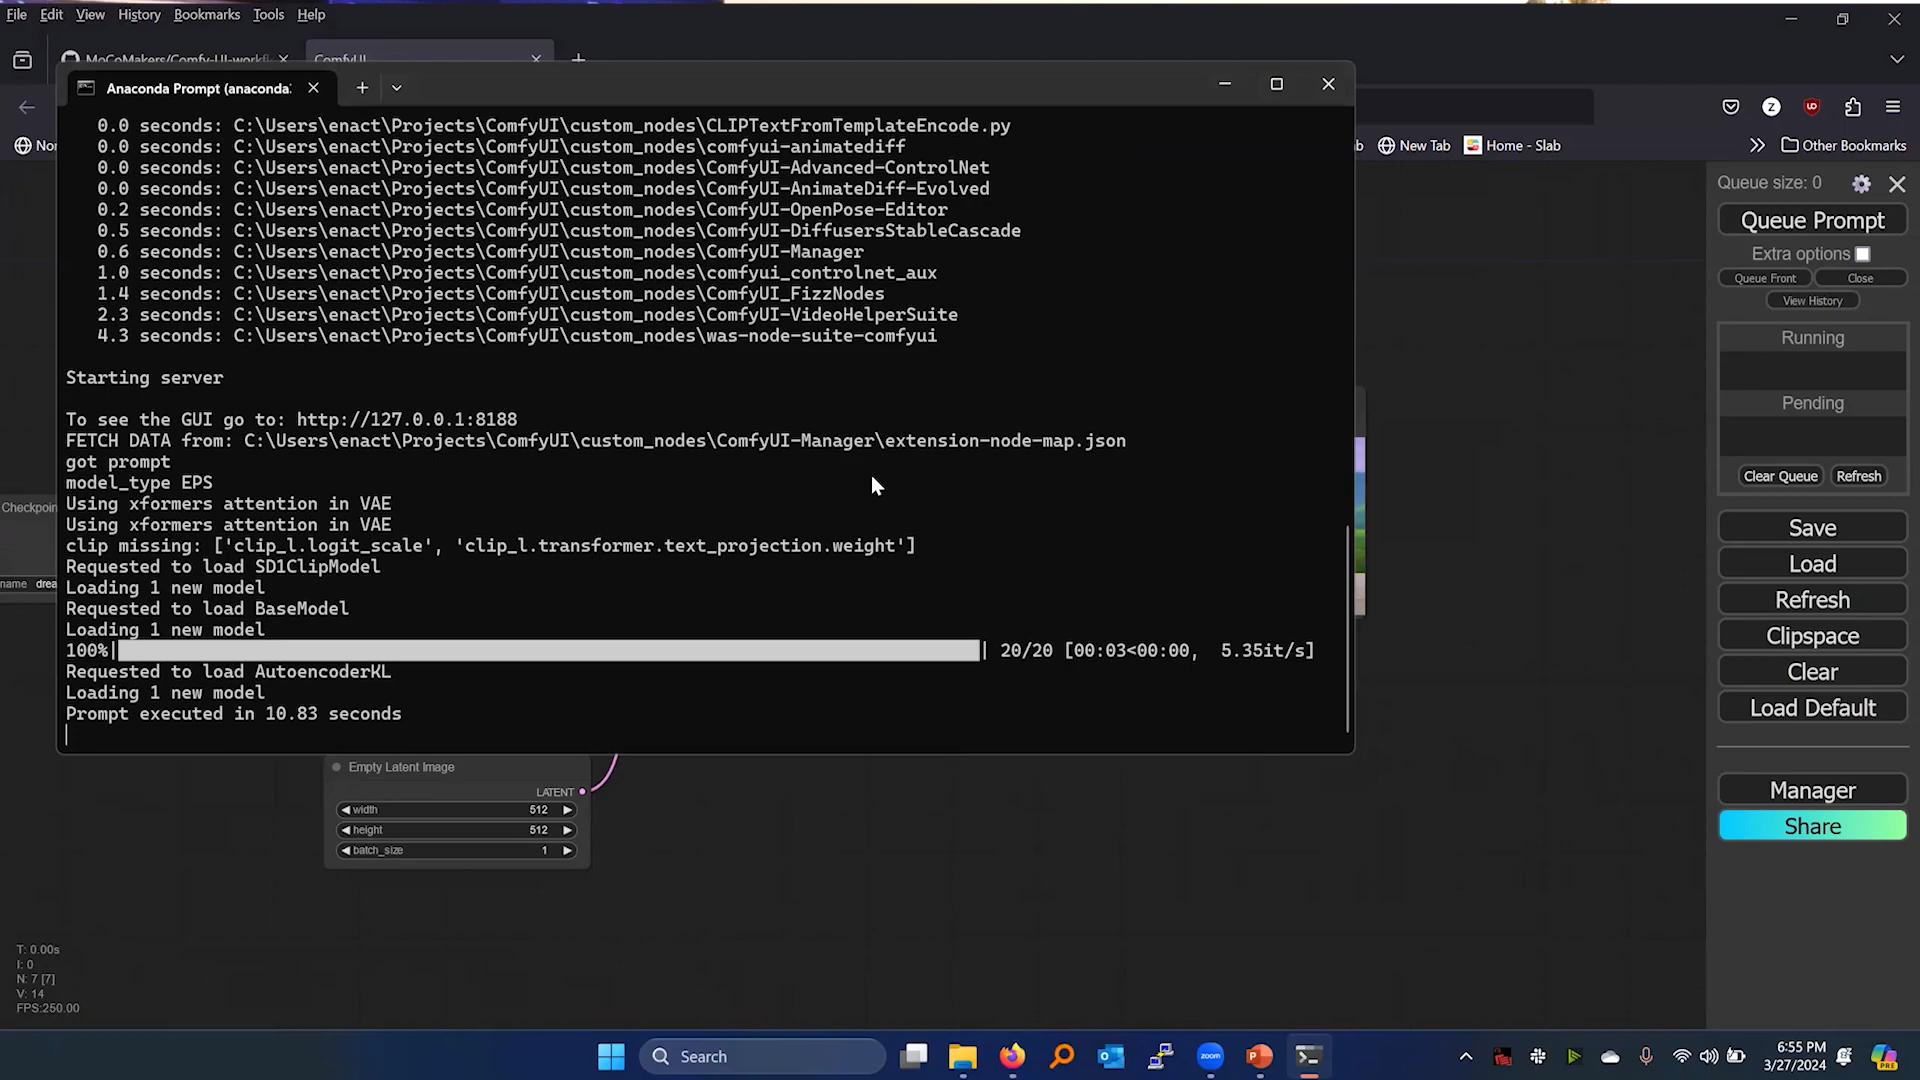 File Edit View History Bookmarks Tools Help
MoCoMakers/Comfy-UI-workfl
ComfyUI
Anaconda Prompt (anaconda:
Nor
b
New Tab
Home - Slab
Other Bookmarks
0.0 seconds: C:\Users\enact\Projects\ComfyUI\custom_nodes\CLIPTextFromTemplateEncode.py
0.0 seconds: C:\Users\enact\Projects\ComfyUI\custom_nodes\comfyui-animatediff
0.0 seconds: C:\Users\enact\Projects\ComfyUI\custom_nodes\ComfyUI-Advanced-ControlNet
0.0 seconds: C:\Users\enact\Projects\ComfyUI\custom_nodes\ComfyUI-AnimateDiff-Evolved
0.2 seconds: C:\Users\enact\Projects\ComfyUI\custom_nodes\ComfyUI-OpenPose-Editor
0.5 seconds: C:\Users\enact\Projects\ComfyUI\custom_nodes\ComfyUI-DiffusersStableCascade
0.6 seconds: C:\Users\enact\Projects\ComfyUI\custom_nodes\ComfyUI-Manager
1.0 seconds: C:\Users\enact\Projects\ComfyUI\custom_nodes\comfyui_controlnet_aux
1.4 seconds: C:\Users\enact\Projects\ComfyUI\custom_nodes\ComfyUI_FizzNodes
2.3 seconds: C:\Users\enact\Projects\ComfyUI\custom_nodes\ComfyUI-VideoHelperSuite
4.3 seconds: C:\Users\enact\Projects\ComfyUI\custom_nodes\was-node-suite-comfyui
Starting server
To see the GUI go to: http://127.0.0.1:8188
FETCH DATA from: C:\Users\enact\Projects\ComfyUI\custom_nodes\ComfyUI-Manager\extension-node-map.json
got prompt
model_type EPS
Using xformers attention in VAE
Using xformers attention in VAE
clip missing: ['clip_l.logit_scale', 'clip_l.transformer.text_projection.weight']
Requested to load SD1ClipModel
Loading 1 new model
Requested to load BaseModel
Loading 1 new model
100%| | 20/20 [00:03<00:00, 5.35it/s]
Requested to load AutoencoderKL
Loading 1 new model
Prompt executed in 10.83 seconds
Checkpoin
name drea
Empty Latent Image
LATENT
width 512
height 512
batch_size 1
T: 0.00s
I: 0
N: 7 [7]
V: 14
FPS:250.00
Queue size: 0
Queue Prompt
Extra options
Queue Front Close
View History
Running
Pending
Clear Queue Refresh
Save
Load
Refresh
Clipspace
Clear
Load Default
Manager
Share
Search
zoom
6:55 PM
3/27/2024
PRE